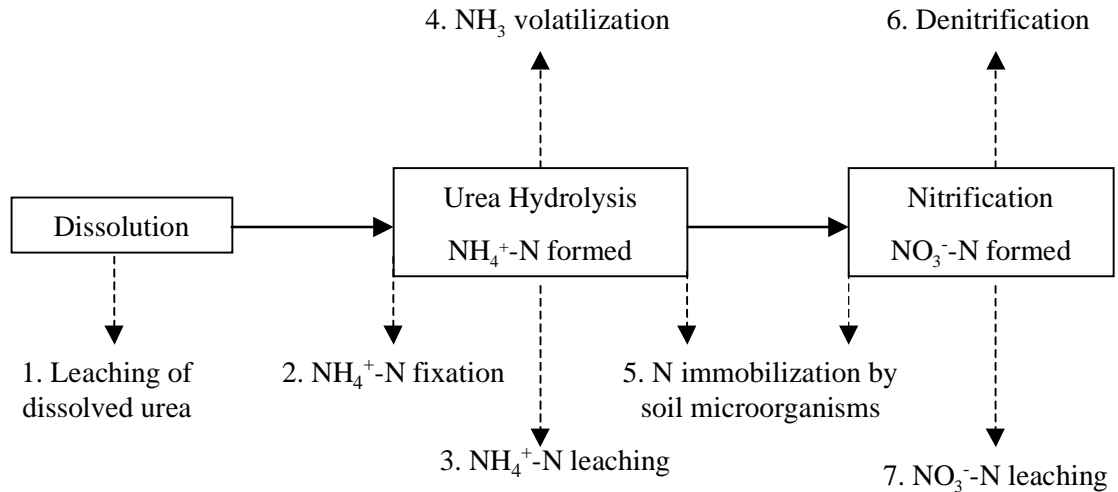 4. NH₃ volatilization
6. Denitrification
Dissolution
Urea Hydrolysis
NH₄⁺-N formed
Nitrification
NO₃⁻-N formed
1. Leaching of
dissolved urea
2. NH₄⁺-N fixation
5. N immobilization by
soil microorganisms
3. NH₄⁺-N leaching
7. NO₃⁻-N leaching